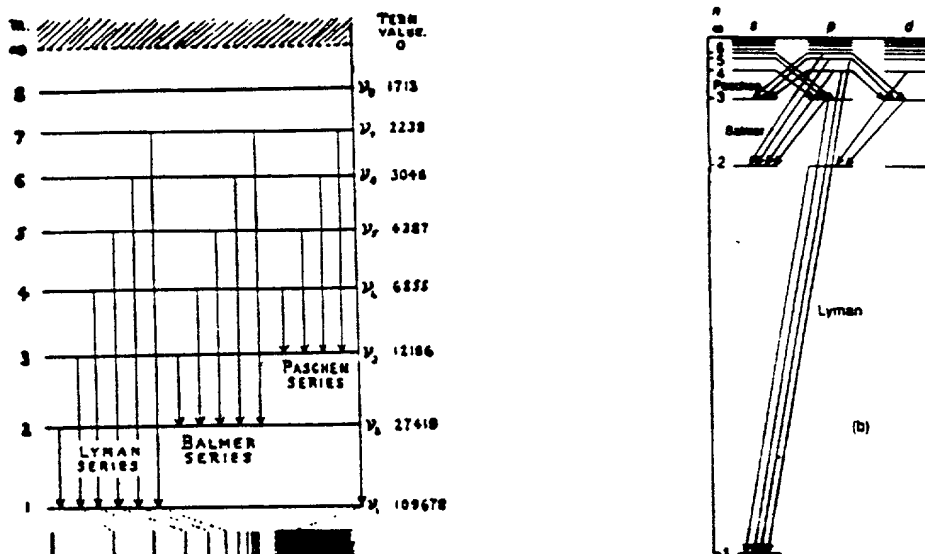 m. TERM
VALUE.
∞ 0
8 ν₈ 1713
7 ν₇ 2238
6 ν₆ 3046
5 ν₅ 4387
4 ν₄ 6855
3 ν₃ 12186
PASCHEN
SERIES
2 ν₂ 27419
LYMAN
SERIES
BALMER
SERIES
1 ν₁ 109678
n s p d
∞
6
5
4
Paschen
3
Balmer
2
Lyman
(b)
1